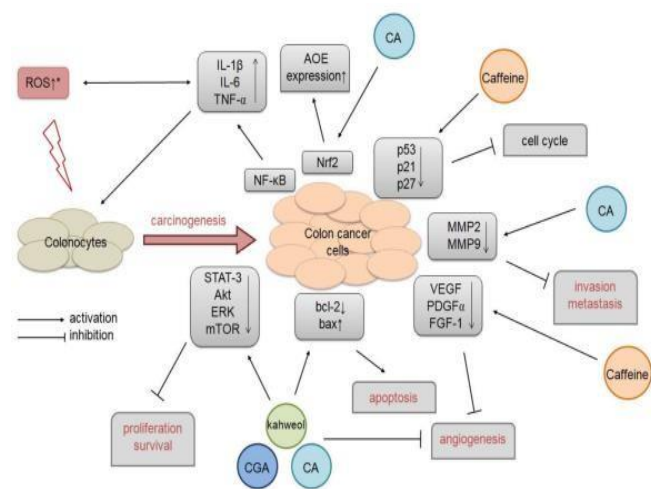 CA
IL-1β
IL-6
TNF-α
AOE
expression↑
ROS↑*
Caffeine
p53
p21
p27
cell cycle
Nrf2
NF-κB
Colonocytes
carcinogenesis
Colon cancer
cells
MMP2
MMP9
CA
STAT-3
Akt
ERK
mTOR
bcl-2↓
bax↑
VEGF
PDGFα
FGF-1
invasion
metastasis
activation
inhibition
Caffeine
apoptosis
proliferation
survival
kahweol
angiogenesis
CGA
CA